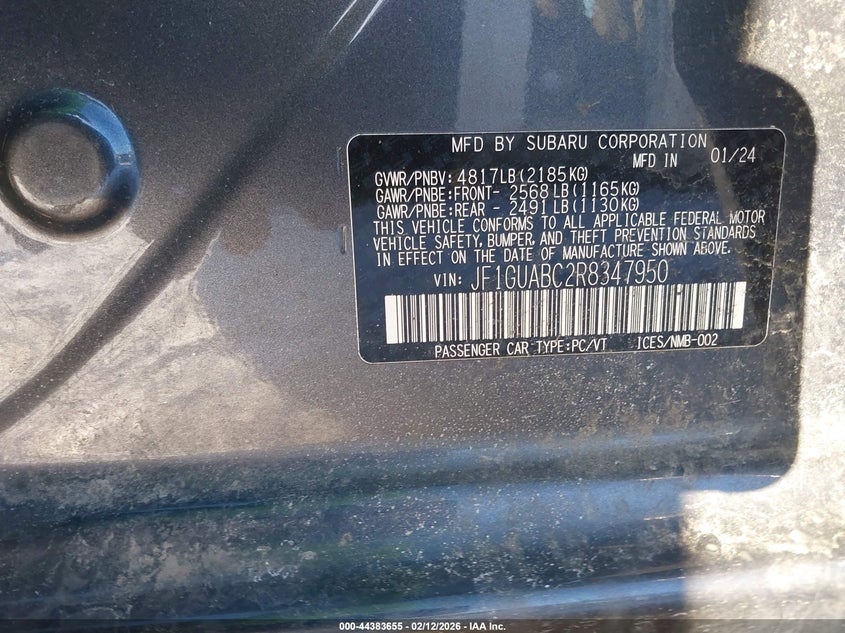 MFD BY SUBARU CORPORATION
MFD IN 01/24
GVWR/PNBV: 4817LB(2185KG)
GAWR/PNBE:FRONT- 2568LB(1165KG)
GAWR/PNBE:REAR - 2491LB(1130KG)
THIS VEHICLE CONFORMS TO ALL APPLICABLE FEDERAL MOTOR
VEHICLE SAFETY, BUMPER, AND THEFT PREVENTION STANDARDS
IN EFFECT ON THE DATE OF MANUFACTURE SHOWN ABOVE.
VIN: JF1GUABC2R8347950
PASSENGER CAR TYPE:PC/VT ICES/NMB-002
000-44383655 - 02/12/2026 - IAA Inc.